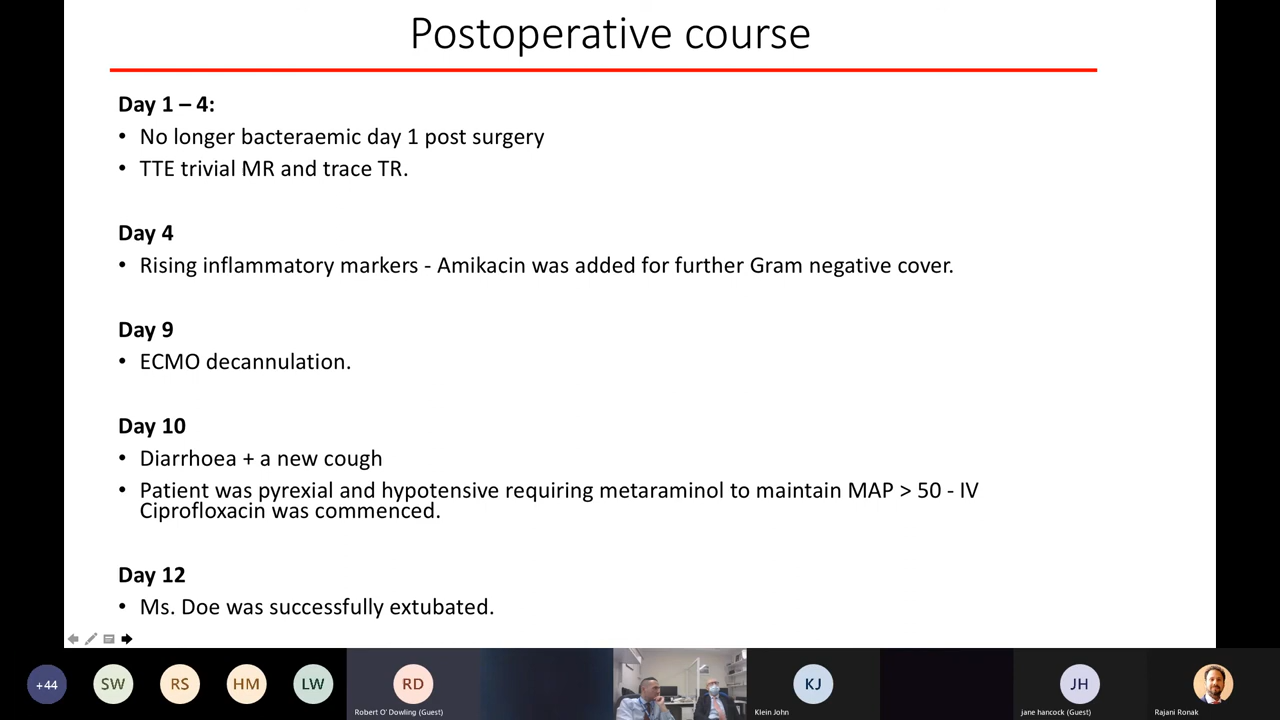 Postoperative course
Day 1 – 4:
• No longer bacteraemic day 1 post surgery
• TTE trivial MR and trace TR.
Day 4
• Rising inflammatory markers - Amikacin was added for further Gram negative cover.
Day 9
• ECMO decannulation.
Day 10
• Diarrhoea + a new cough
• Patient was pyrexial and hypotensive requiring metaraminol to maintain MAP > 50 - IV
Ciprofloxacin was commenced.
Day 12
• Ms. Doe was successfully extubated.
+44
SW
RS
HM
LW
RD
KJ
JH
Robert O' Dowling (Guest)
Klein John
jane hancock (Guest)
Rajani Ronak